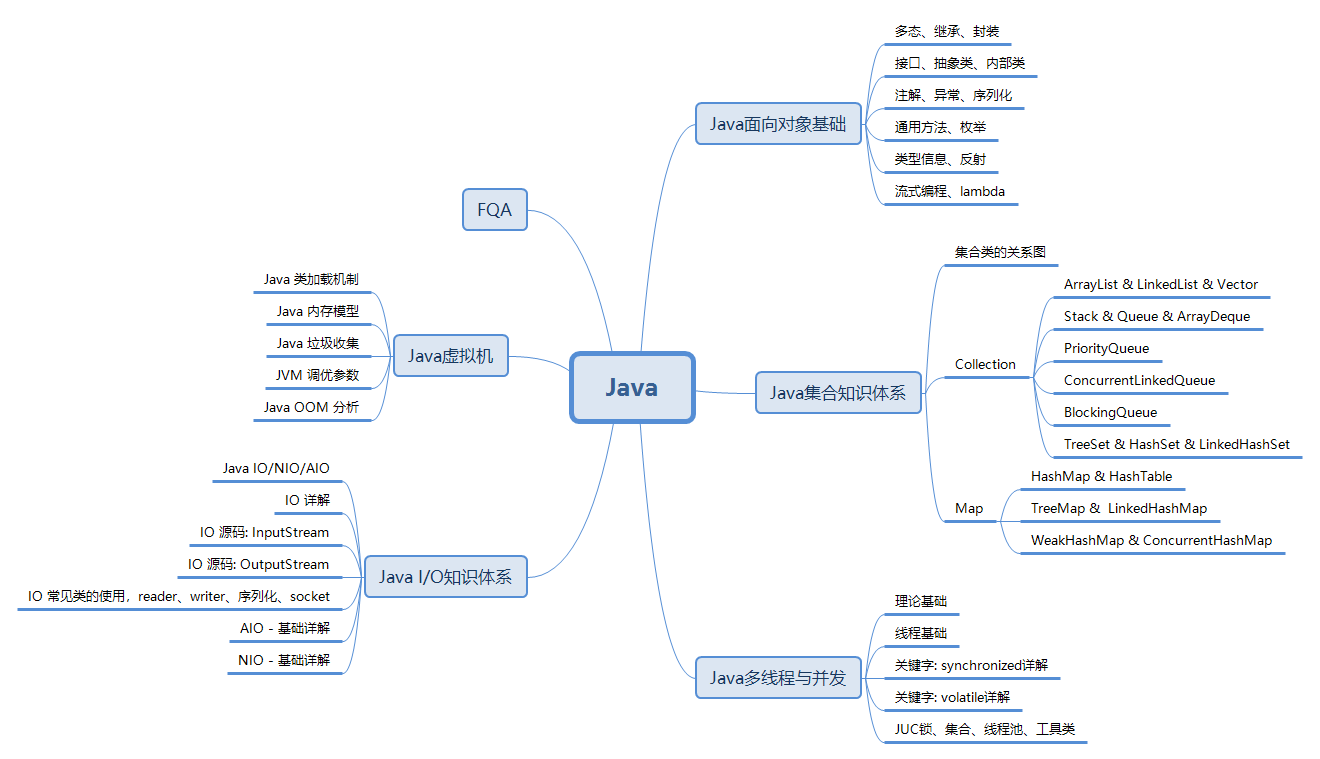 Java
Java面向对象基础
多态、继承、封装
接口、抽象类、内部类
注解、异常、序列化
通用方法、枚举
类型信息、反射
流式编程、lambda
Java集合知识体系
集合类的关系图
Collection
ArrayList & LinkedList & Vector
Stack & Queue & ArrayDeque
PriorityQueue
ConcurrentLinkedQueue
BlockingQueue
TreeSet & HashSet & LinkedHashSet
Map
HashMap & HashTable
TreeMap &  LinkedHashMap
WeakHashMap & ConcurrentHashMap
Java多线程与并发
理论基础
线程基础
关键字: synchronized详解
关键字: volatile详解
JUC锁、集合、线程池、工具类
FQA
Java虚拟机
Java 类加载机制
Java 内存模型
Java 垃圾收集
JVM 调优参数
Java OOM 分析
Java I/O知识体系
Java IO/NIO/AIO
IO 详解
IO 源码: InputStream
IO 源码: OutputStream
IO 常见类的使用，reader、writer、序列化、socket
AIO - 基础详解
NIO - 基础详解